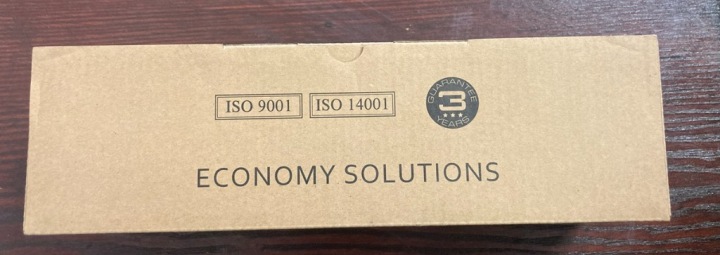 ISO 9001 ISO 14001
GUARANTEE
3
YEARS
ECONOMY SOLUTIONS